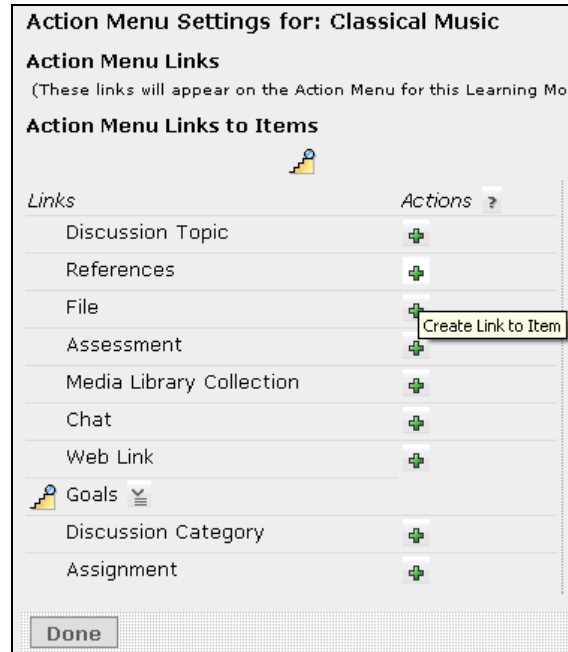 Action Menu Settings for: Classical Music
Action Menu Links
(These links will appear on the Action Menu for this Learning Mo
Action Menu Links to Items
Links Actions ?
Discussion Topic
References
File
Create Link to Item
Assessment
Media Library Collection
Chat
Web Link
Goals
Discussion Category
Assignment
Done